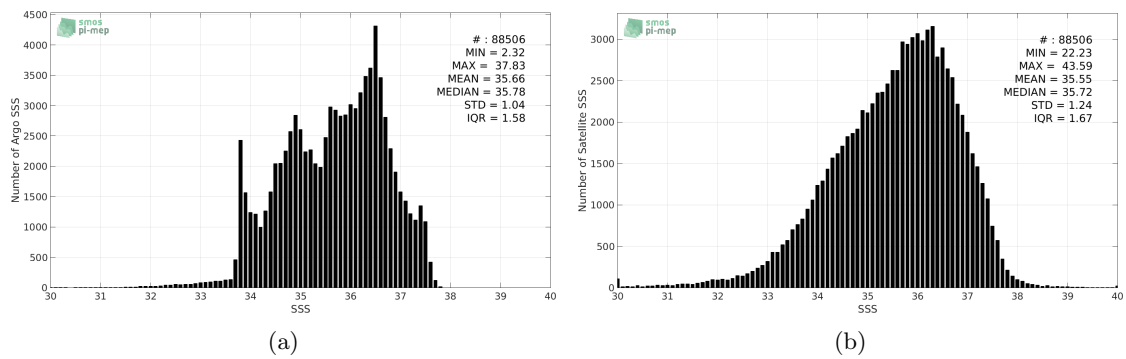 smos
pi-mep
# : 88506
MIN = 2.32
MAX = 37.83
MEAN = 35.66
MEDIAN = 35.78
STD = 1.04
IQR = 1.58
Number of Argo SSS
4500
4000
3500
3000
2500
2000
1500
1000
500
0
30 31 32 33 34 35 36 37 38 39 40
SSS
(a)
smos
pi-mep
# : 88506
MIN = 22.23
MAX = 43.59
MEAN = 35.55
MEDIAN = 35.72
STD = 1.24
IQR = 1.67
Number of Satellite SSS
3000
2500
2000
1500
1000
500
0
30 31 32 33 34 35 36 37 38 39 40
SSS
(b)